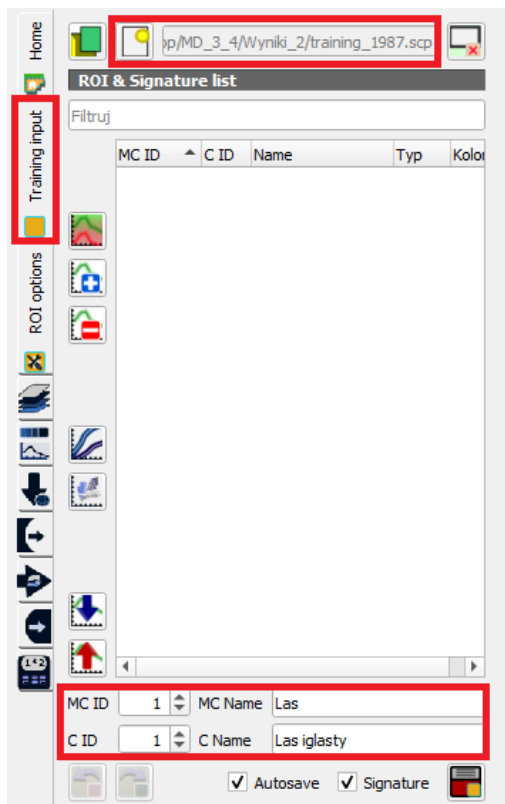 Home
Training input
ROI options
op/MD_3_4/Wyniki_2/training_1987.scp
ROI & Signature list
Filtruj
MC ID C ID Name Typ Kolor
MC ID 1 MC Name Las
C ID 1 C Name Las iglasty
Autosave Signature